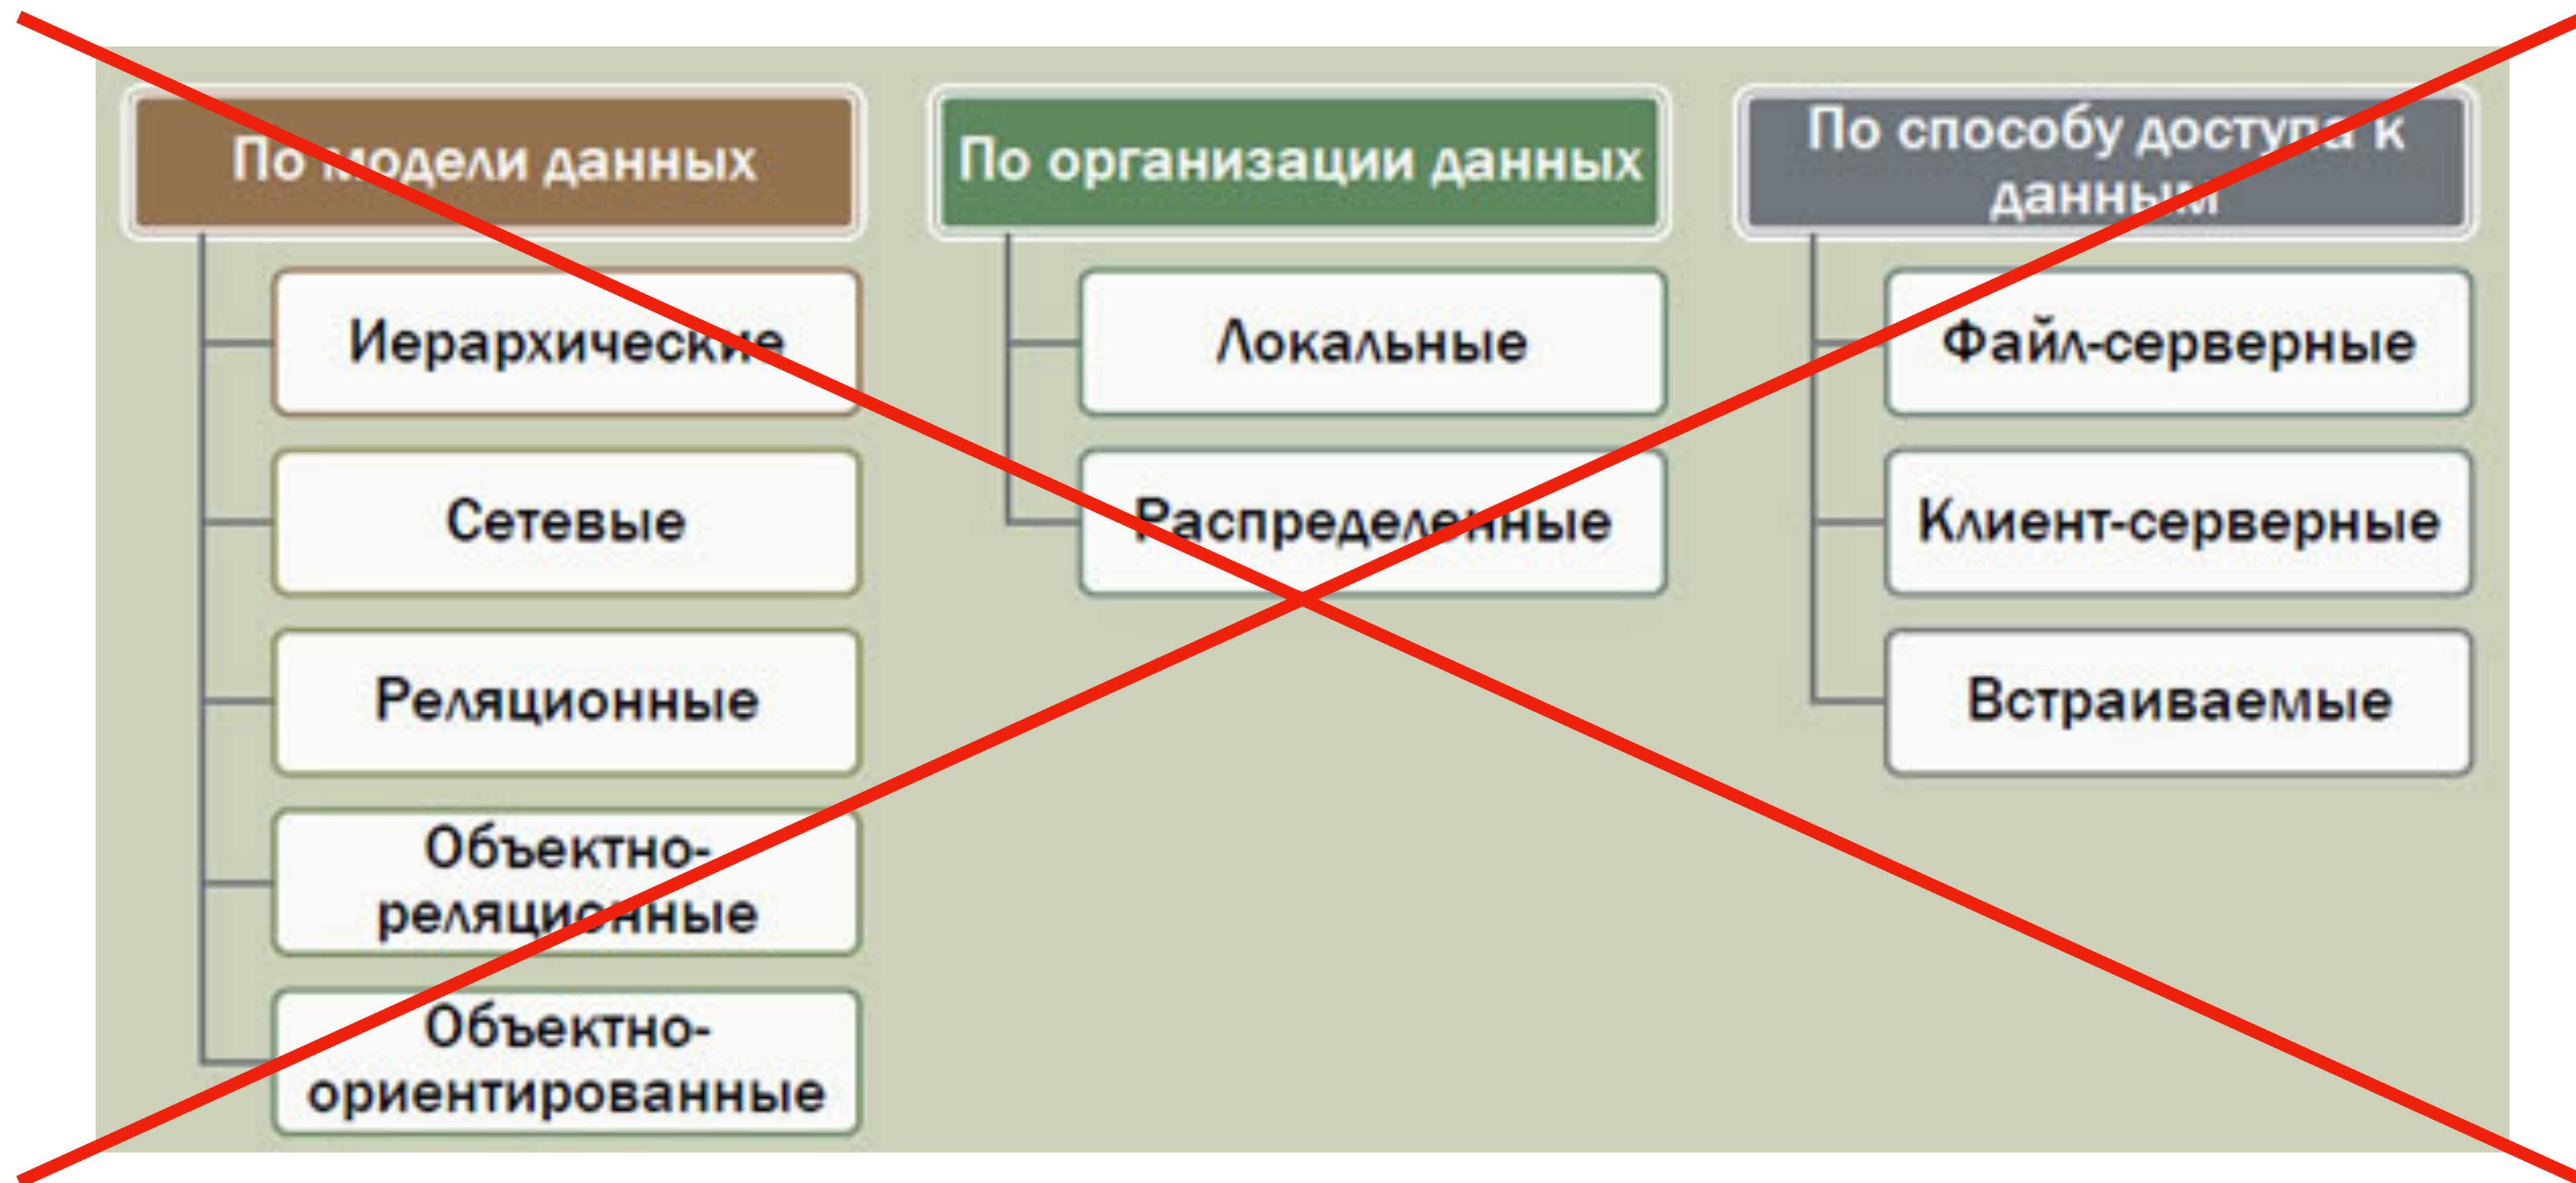 По модели данных
Иерархические
Сетевые
Реляционные
Объектно-
реляционные
Объектно-
ориентированные
По организации данных
Локальные
Распределенные
По способу доступа к
данным
Файл-серверные
Клиент-серверные
Встраиваемые